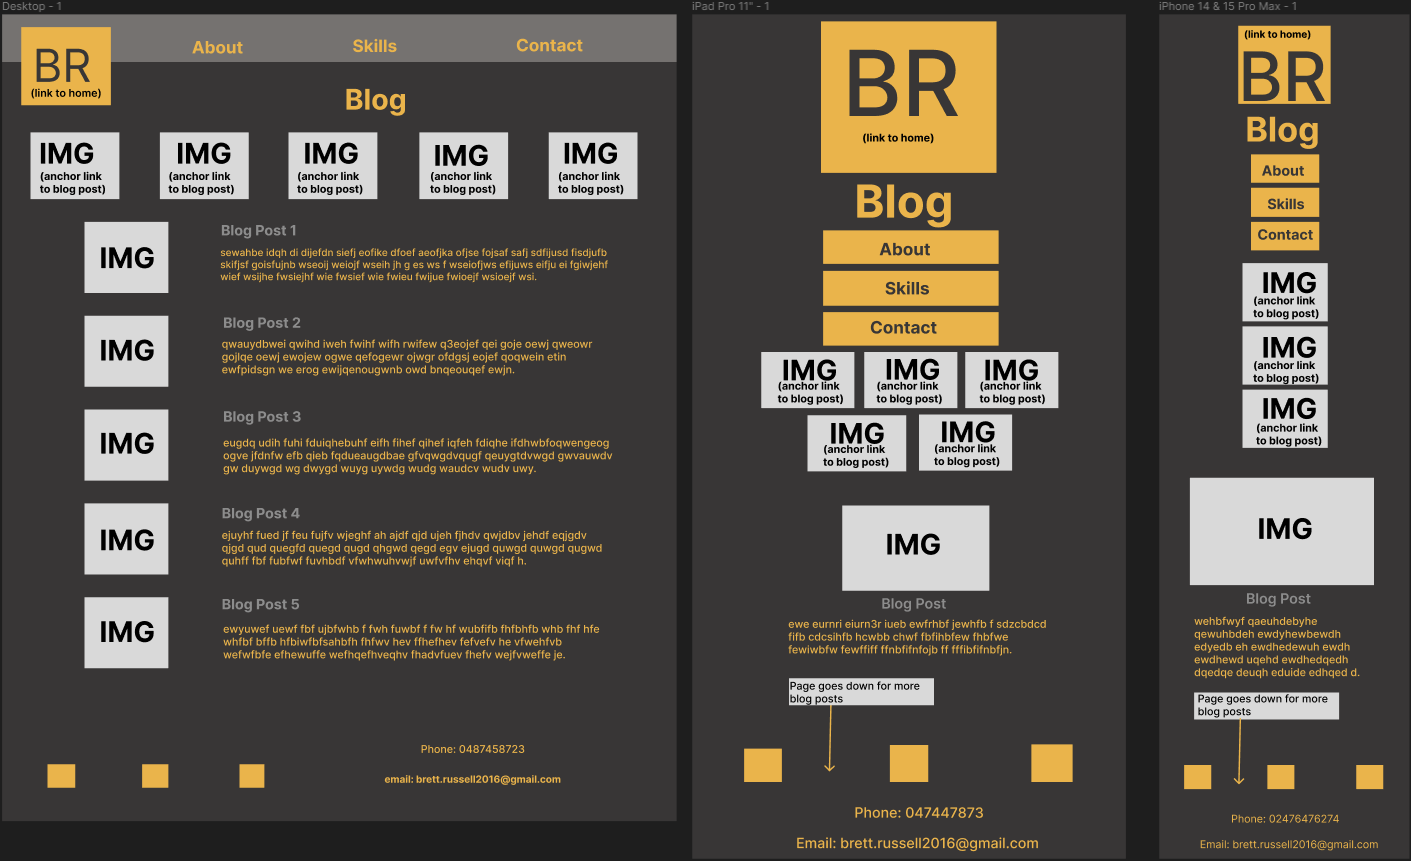 Desktop - 1
BR
(link to home)
About
Skills
Contact
Blog
IMG
(anchor link
to blog post)
IMG
(anchor link
to blog post)
IMG
(anchor link
to blog post)
IMG
(anchor link
to blog post)
IMG
(anchor link
to blog post)
IMG
Blog Post 1
sewahbe idqh di dijefdn siefj eofike dfoef aeofjka ofjse fojsaf safj sdfijusd fisdjufb
skifjsf goisfujnb wseoij weiojf wseih jh g es ws f wseiofjws efijuws eifju ei fgiwjehf
wief wsijhe fwsiejhf wie fwsief wie fwieu fwijue fwioejf wsioejf wsi.
IMG
Blog Post 2
qwauydbwei qwihd iweh fwihf wifh rwifew q3eojef qei goje oewj qweowr
gojlqe oewj ewojew ogwe qefogewr ojwgr ofdgsj eojef qoqwein etin
ewfpidsgn we erog ewijqenougwnb owd bnqeouqef ewjn.
IMG
Blog Post 3
eugdq udih fuhi fduiqhebuhf eifh fihef qihef iqfeh fdiqhe ifdhwbfoqwengeog
ogve jfdnfw efb qieb fqdueaugdbae gfvqwgdvqugf qeuygtdvwgd gwvauwdv
gw duywgd wg dwygd wuyg uywdg wudg waudcv wudv uwy.
IMG
Blog Post 4
ejuyhf fued jf feu fujfv wjeghf ah ajdf qjd ujeh fjhdv qwjdbv jehdf eqjgdv
qjgd qud quegfd quegd qugd qhgwd qegd egv ejugd quwgd quwgd qugwd
quhff fbf fubfwf fuvhbdf vfwhwuhvwjf uwfvfhv ehqvf viqf h.
IMG
Blog Post 5
ewyuwef uewf fbf ujbfwhb f fwh fuwbf f fw hf wubfifb fhfbhfb whb fhf hfe
whfbf bffb hfbiwfbfsahbfh fhfwv hev ffhefhev fefvefv he vfwehfvb
wefwfbfe efhewuffe wefhqefhveqhv fhadvfuev fhefv wejfvweffe je.
Phone: 0487458723
email: brett.russell2016@gmail.com
iPad Pro 11" - 1
BR
(link to home)
Blog
About
Skills
Contact
IMG
(anchor link
to blog post)
IMG
(anchor link
to blog post)
IMG
(anchor link
to blog post)
IMG
(anchor link
to blog post)
IMG
(anchor link
to blog post)
IMG
Blog Post
ewe eurnri eiurn3r iueb ewfrhbf jewhfb f sdzcbdcd
fifb cdcsihfb hcwbb chwf fbfihbfew fhbfwe
fewiwbfw fewffiff ffnbfifnfojb ff fffibfifnbfjn.
Page goes down for more
blog posts
Phone: 047447873
Email: brett.russell2016@gmail.com
iPhone 14 & 15 Pro Max - 1
(link to home)
BR
Blog
About
Skills
Contact
IMG
(anchor link
to blog post)
IMG
(anchor link
to blog post)
IMG
(anchor link
to blog post)
IMG
Blog Post
wehbfwyf qaeuhdebyhe
qewuhbdeh ewdyhewbewdh
edyedb eh ewdhedewuh ewdh
ewdhewd uqehd ewdhedqedh
dqedqe deuqh eduide edhqed d.
Page goes down for more
blog posts
Phone: 02476476274
Email: brett.russell2016@gmail.com